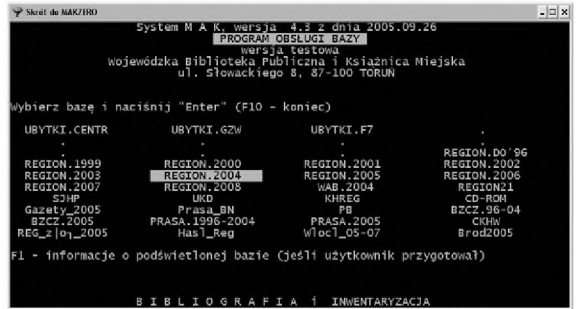 Skrót do MAKZIRO
System M A K, wersja 4.3 z dnia 2005.09.26
PROGRAM OBSŁUGI BAZY
wersja testowa
Wojewódzka Biblioteka Publiczna i Książnica Miejska
ul. Słowackiego 8, 87-100 TORUŃ
Wybierz bazę i naciśnij "Enter" (F10 - koniec)
UBYTKI.CENTR UBYTKI.GZW UBYTKI.F7 .
. . . REGION.DO'96
REGION.1999 REGION.2000 REGION.2001 REGION.2002
REGION.2003 REGION.2004 REGION.2005 REGION.2006
REGION.2007 REGION.2008 WAB.2004 REGION21
SJHP UKD KHREG CD-ROM
Gazety_2005 Prasa_BN PB BZCZ.96-04
BZCZ.2005 PRASA.1996-2004 PRASA.2005 CKHW
REG_z|o┐_2005 Hasl_Reg Wlocl_05-07 Brod2005
F1 - informacje o podświetlonej bazie (jeśli użytkownik przygotował)
B I B L I O G R A F I A i INWENTARYZACJA